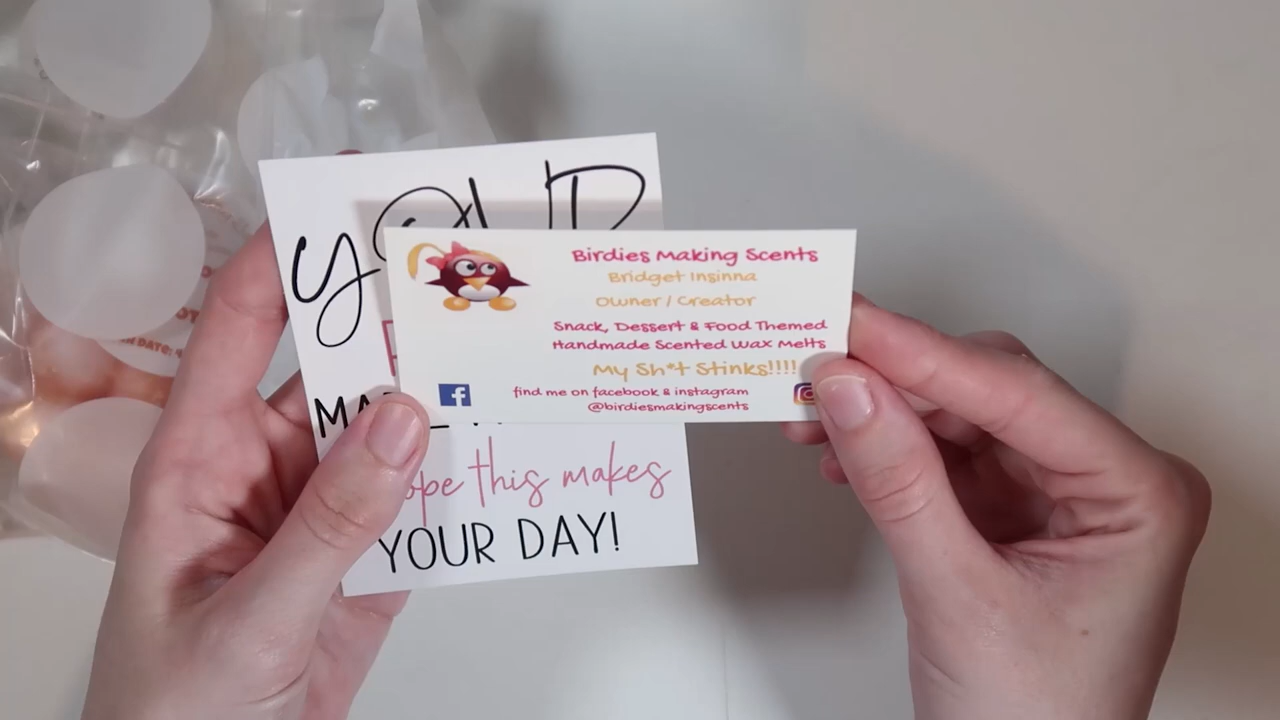 YOUR
Birdies Making Scents
Bridget Insinna
Owner / Creator
Snack, Dessert & Food Themed
Handmade Scented Wax Melts
My Sh*t Stinks!!!!
find me on facebook & instagram
@birdiesmakingscents
this makes
YOUR DAY!